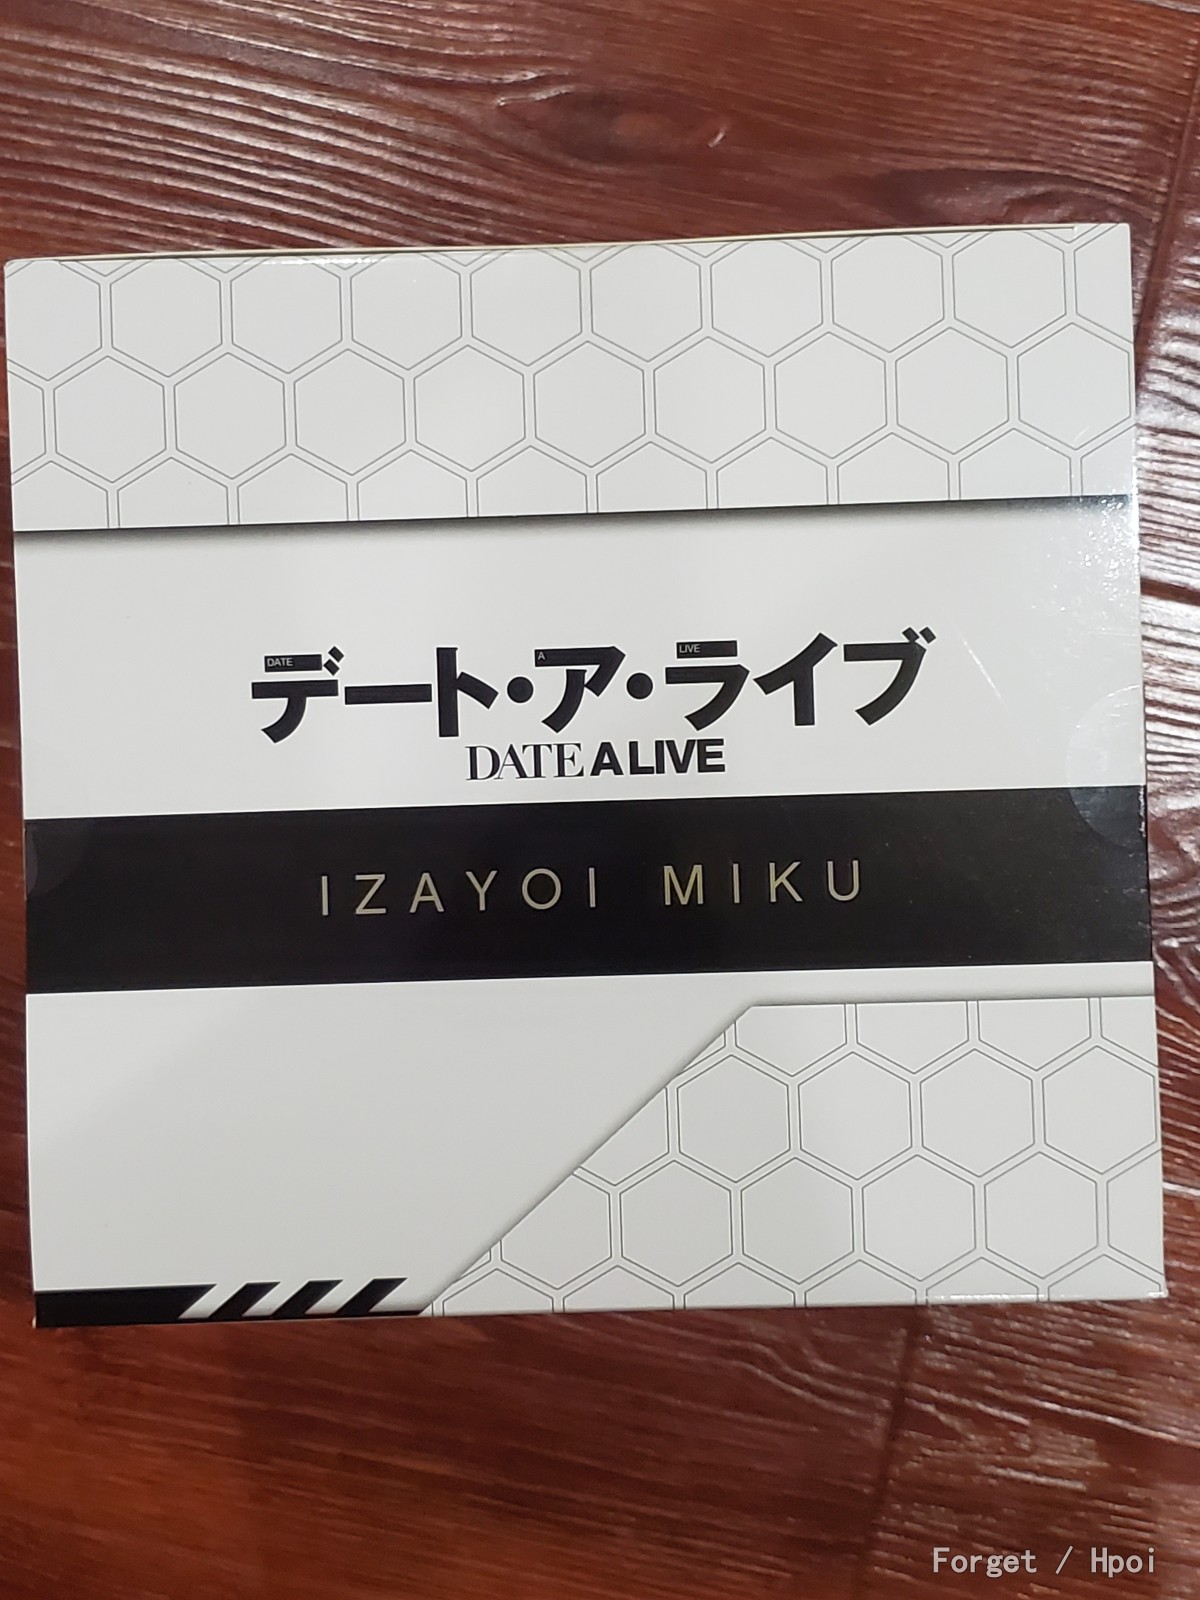 DATE A LIVE
デート・ア・ライブ
DATE A LIVE
IZAYOI MIKU
Forget / Hpoi